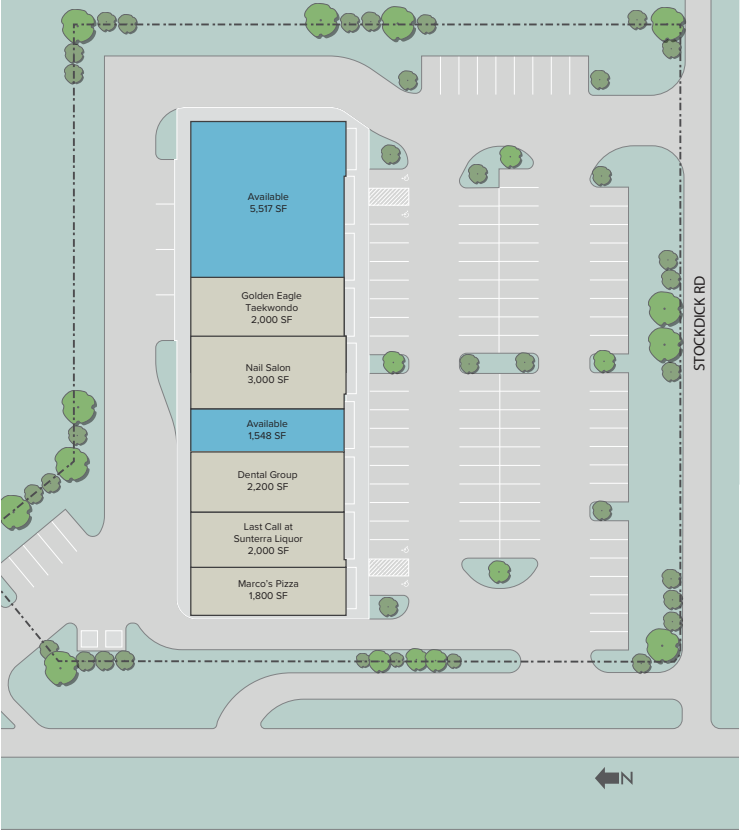 Available
5,517 SF
Golden Eagle
Taekwondo
2,000 SF
Nail Salon
3,000 SF
Available
1,548 SF
Dental Group
2,200 SF
Last Call at
Sunterra Liquor
2,000 SF
Marco's Pizza
1,800 SF
STOCKDICK RD
N